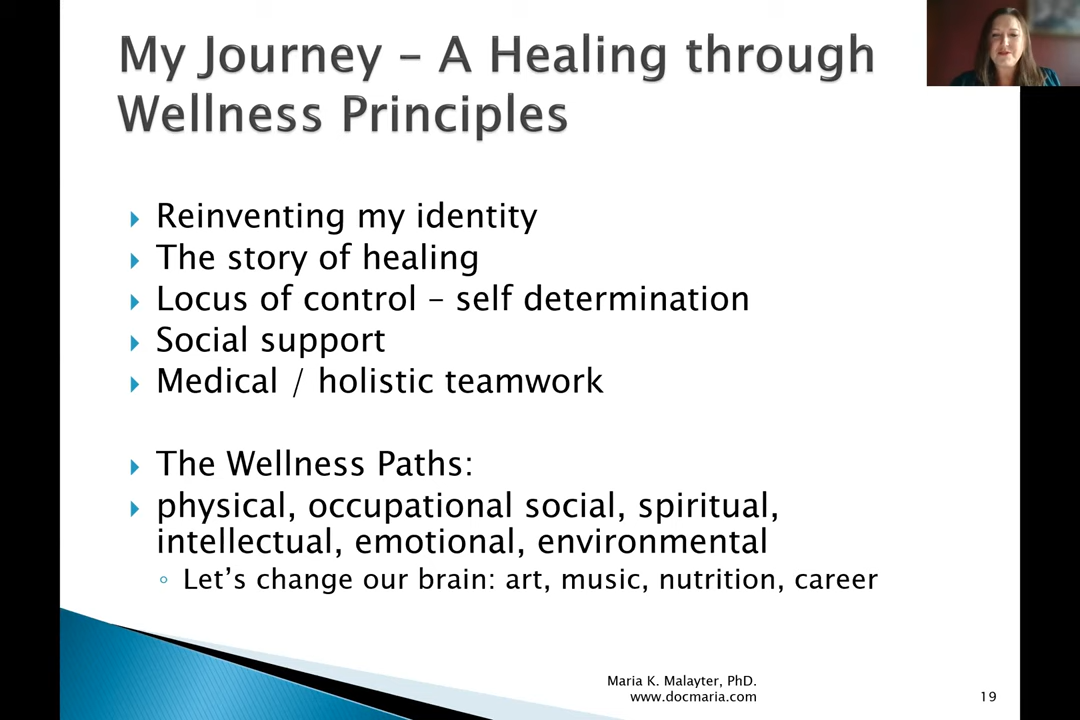 My Journey – A Healing through
Wellness Principles
Reinventing my identity
The story of healing
Locus of control – self determination
Social support
Medical / holistic teamwork
The Wellness Paths:
physical, occupational social, spiritual,
intellectual, emotional, environmental
Let's change our brain: art, music, nutrition, career
Maria K. Malayter, PhD.
www.docmaria.com
19